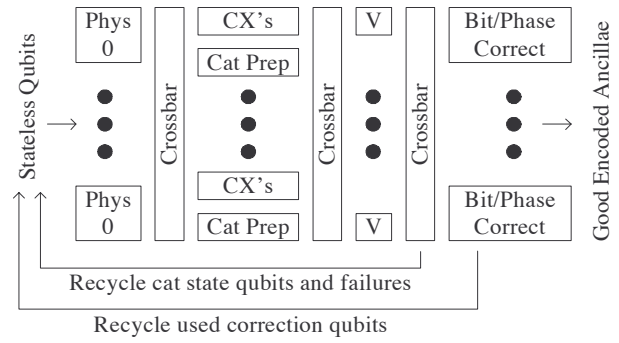 Stateless Qubits
Phys
0
Phys
0
Crossbar
CX's
Cat Prep
CX's
Cat Prep
Crossbar
V
V
Crossbar
Bit/Phase
Correct
Bit/Phase
Correct
Good Encoded Ancillae
Recycle cat state qubits and failures
Recycle used correction qubits